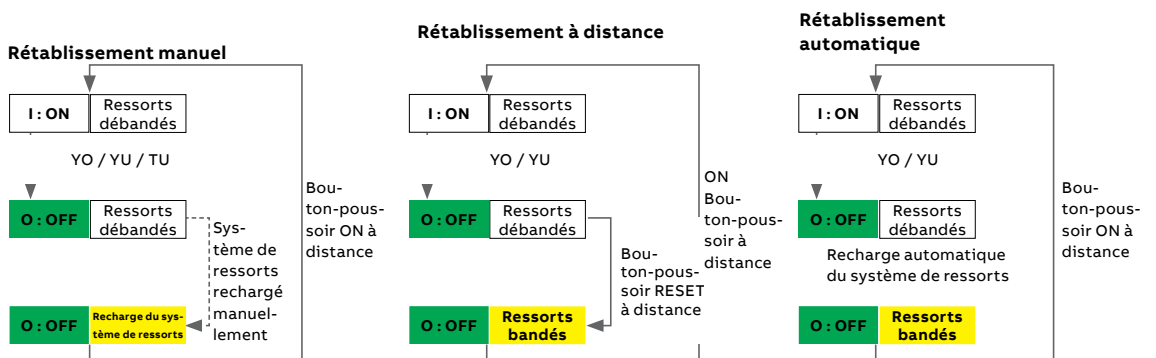 Rétablissement manuel
I : ON
Ressorts
débandés
YO / YU / TU
O : OFF
Ressorts
débandés
Sys-
tème de
ressorts
rechargé
manuel-
lement
Bou-
ton-pous-
soir ON à
distance
O : OFF
Recharge du sys-
tème de ressorts
Rétablissement à distance
I : ON
Ressorts
débandés
YO / YU
O : OFF
Ressorts
débandés
Bou-
ton-pous-
soir RESET
à distance
ON
Bou-
ton-pous-
soir à
distance
O : OFF
Ressorts
bandés
Rétablissement
automatique
I : ON
Ressorts
débandés
YO / YU
O : OFF
Ressorts
débandés
Recharge automatique
du système de ressorts
Bou-
ton-pous-
soir ON à
distance
O : OFF
Ressorts
bandés